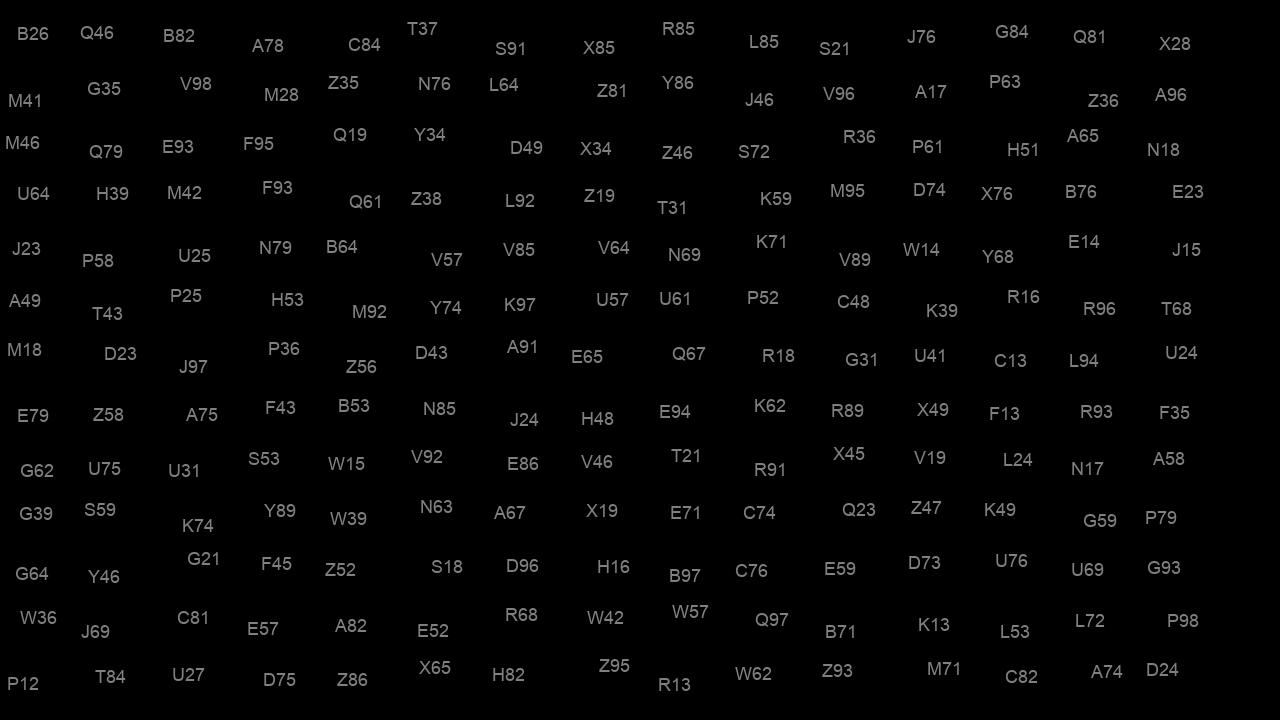 B26 Q46 B82 A78 C84 T37 S91 X85 R85 L85 S21 J76 G84 Q81 X28
M41 G35 V98 M28 Z35 N76 L64 Z81 Y86 J46 V96 A17 P63 Z36 A96
M46 Q79 E93 F95 Q19 Y34 D49 X34 Z46 S72 R36 P61 H51 A65 N18
U64 H39 M42 F93 Q61 Z38 L92 Z19 T31 K59 M95 D74 X76 B76 E23
J23 P58 U25 N79 B64 V57 V85 V64 N69 K71 V89 W14 Y68 E14 J15
A49 T43 P25 H53 M92 Y74 K97 U57 U61 P52 C48 K39 R16 R96 T68
M18 D23 J97 P36 Z56 D43 A91 E65 Q67 R18 G31 U41 C13 L94 U24
E79 Z58 A75 F43 B53 N85 J24 H48 E94 K62 R89 X49 F13 R93 F35
G62 U75 U31 S53 W15 V92 E86 V46 T21 R91 X45 V19 L24 N17 A58
G39 S59 K74 Y89 W39 N63 A67 X19 E71 C74 Q23 Z47 K49 G59 P79
G64 Y46 G21 F45 Z52 S18 D96 H16 B97 C76 E59 D73 U76 U69 G93
W36 J69 C81 E57 A82 E52 R68 W42 W57 Q97 B71 K13 L53 L72 P98
P12 T84 U27 D75 Z86 X65 H82 Z95 R13 W62 Z93 M71 C82 A74 D24